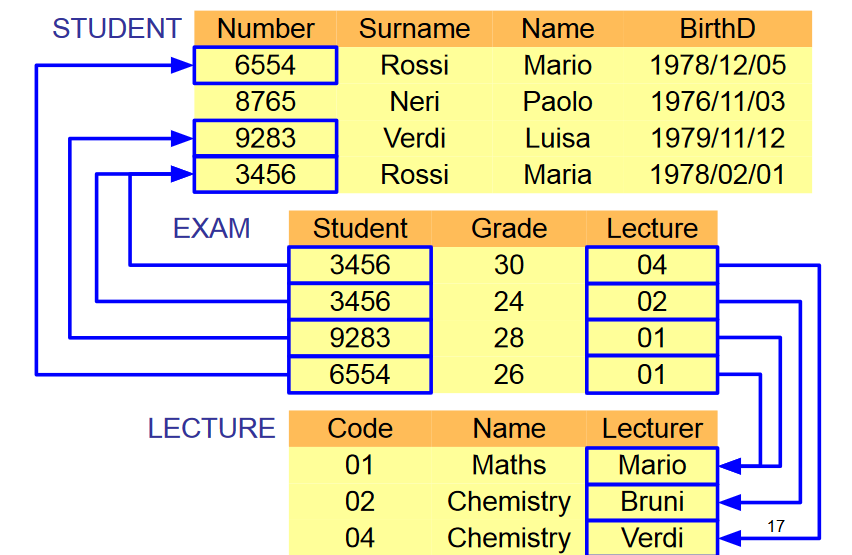 STUDENT Number Surname Name BirthD
6554 Rossi Mario 1978/12/05
8765 Neri Paolo 1976/11/03
9283 Verdi Luisa 1979/11/12
3456 Rossi Maria 1978/02/01
EXAM Student Grade Lecture
3456 30 04
3456 24 02
9283 28 01
6554 26 01
LECTURE Code Name Lecturer
01 Maths Mario
02 Chemistry Bruni
04 Chemistry Verdi 17